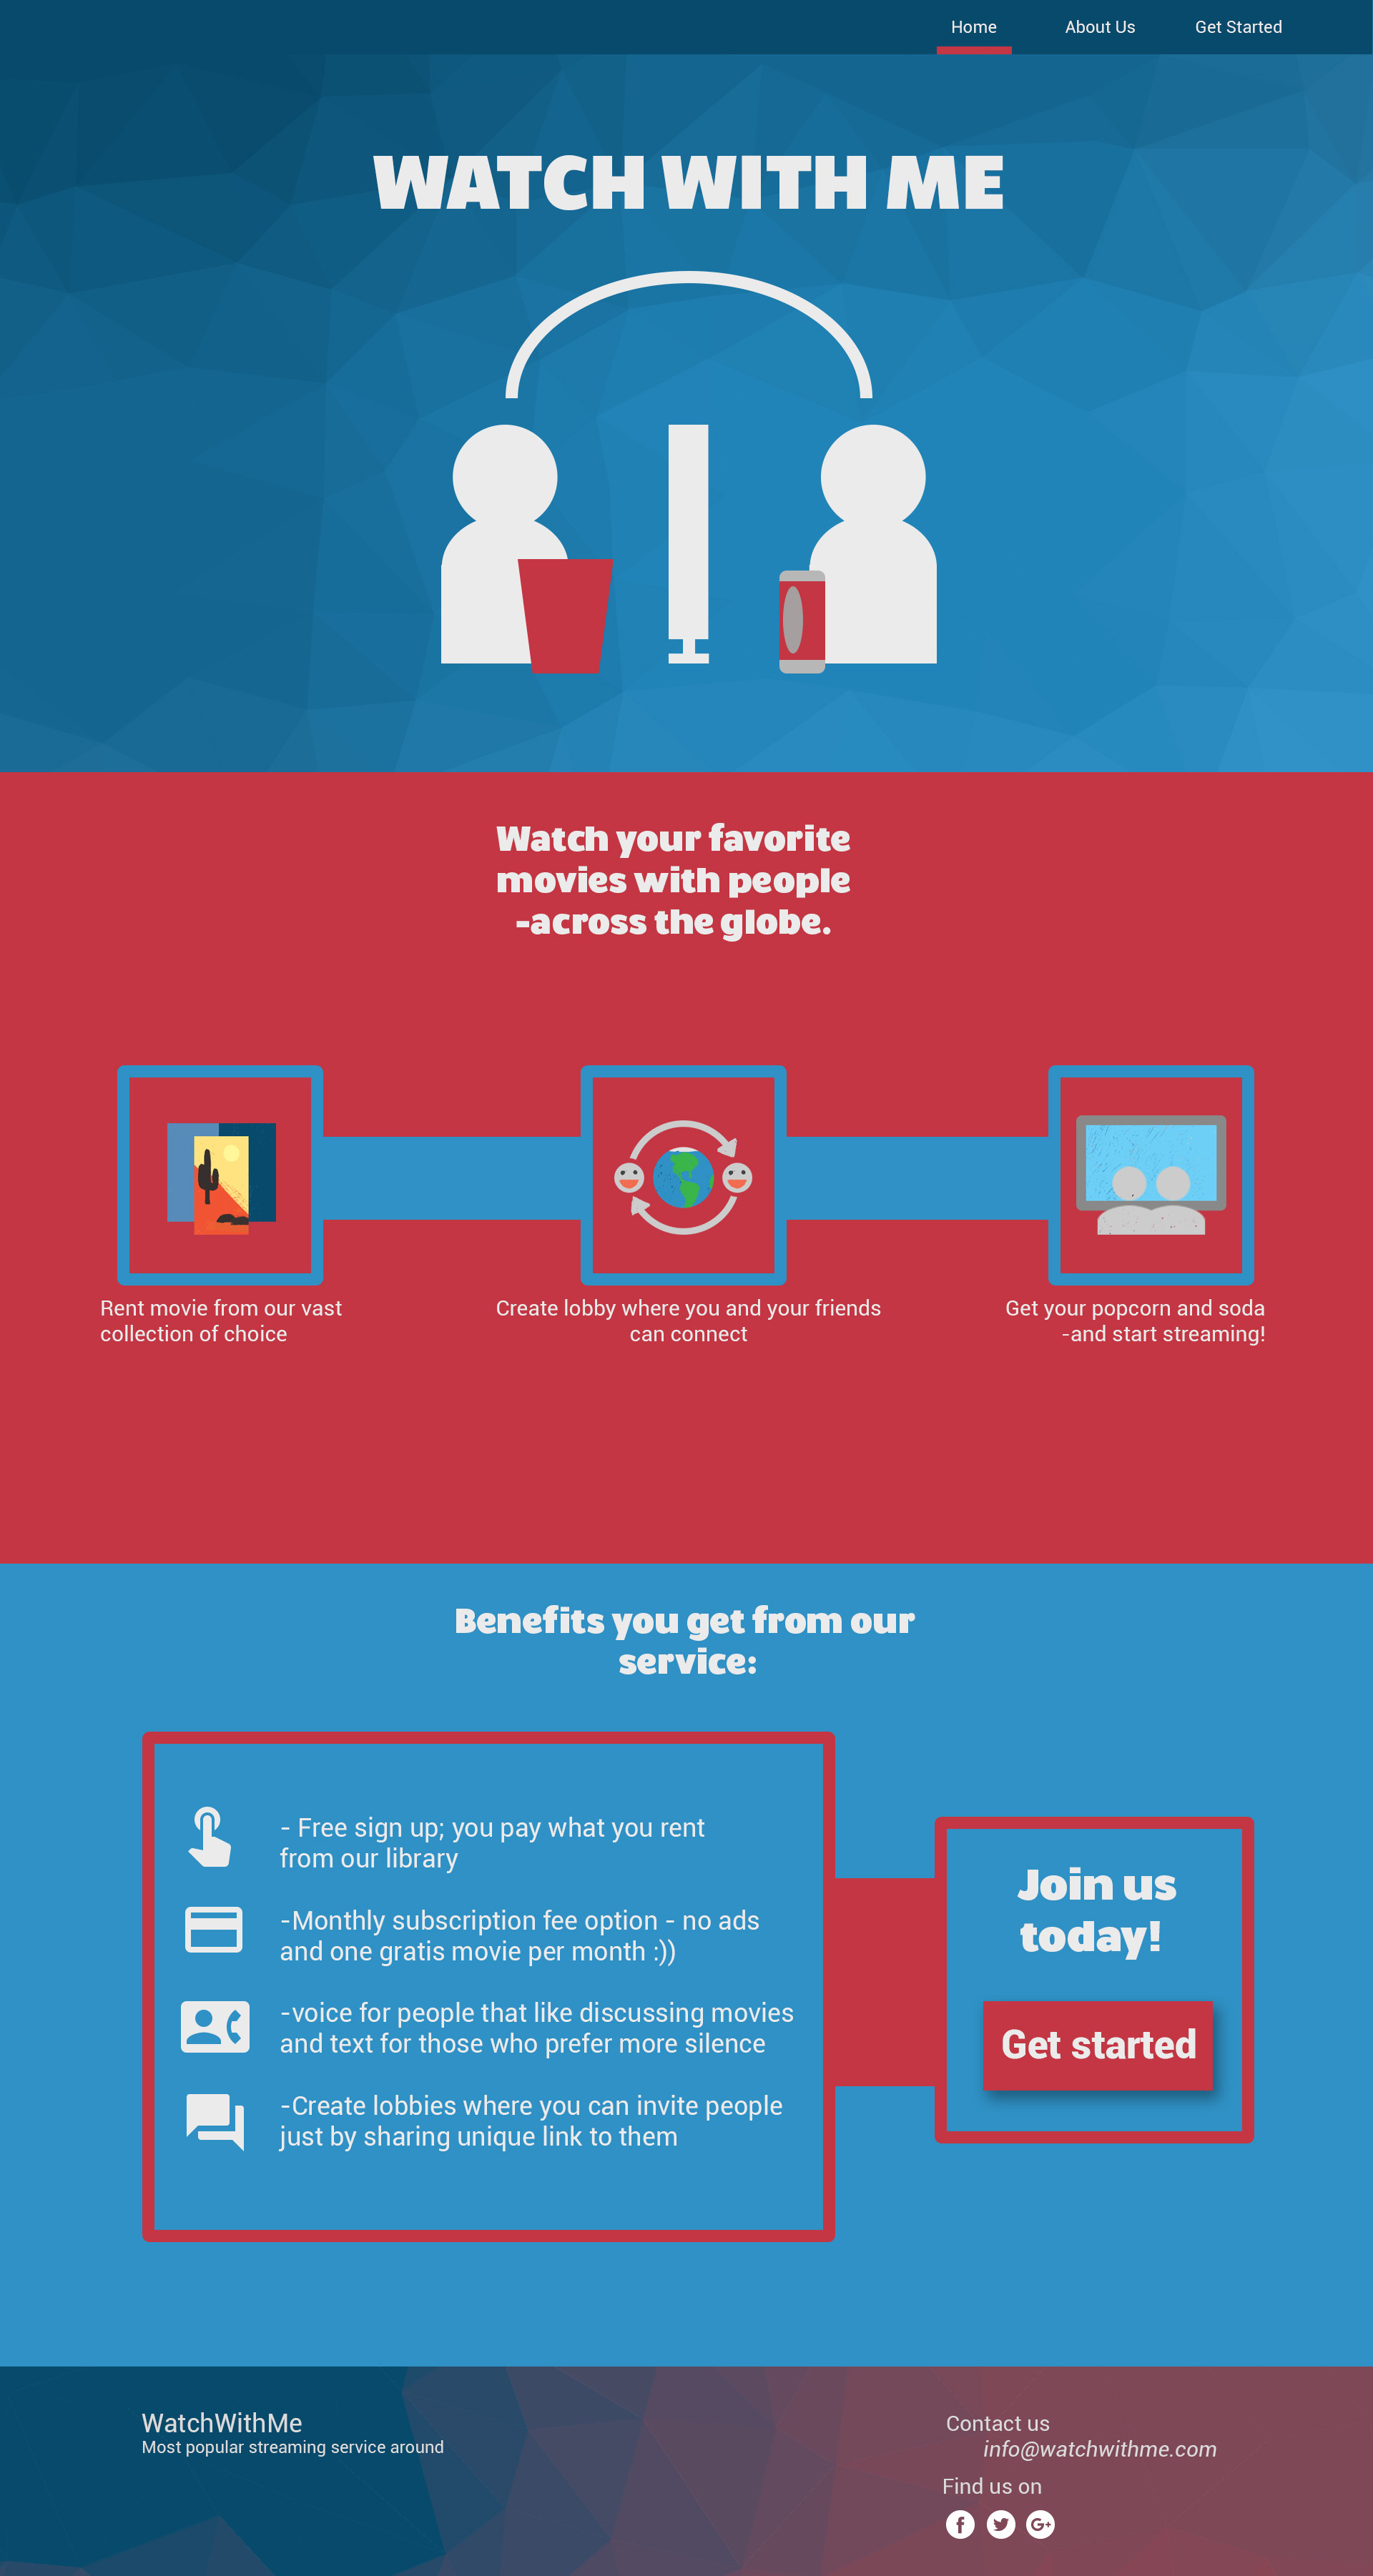 Home About Us Get Started
WATCH WITH ME
Watch your favorite
movies with people
-across the globe.
Rent movie from our vast
collection of choice
Create lobby where you and your friends
can connect
Get your popcorn and soda
-and start streaming!
Benefits you get from our
service:
- Free sign up; you pay what you rent
from our library
-Monthly subscription fee option - no ads
and one gratis movie per month :))
-voice for people that like discussing movies
and text for those who prefer more silence
-Create lobbies where you can invite people
just by sharing unique link to them
Join us
today!
Get started
WatchWithMe
Most popular streaming service around
Contact us
info@watchwithme.com
Find us on
f G+